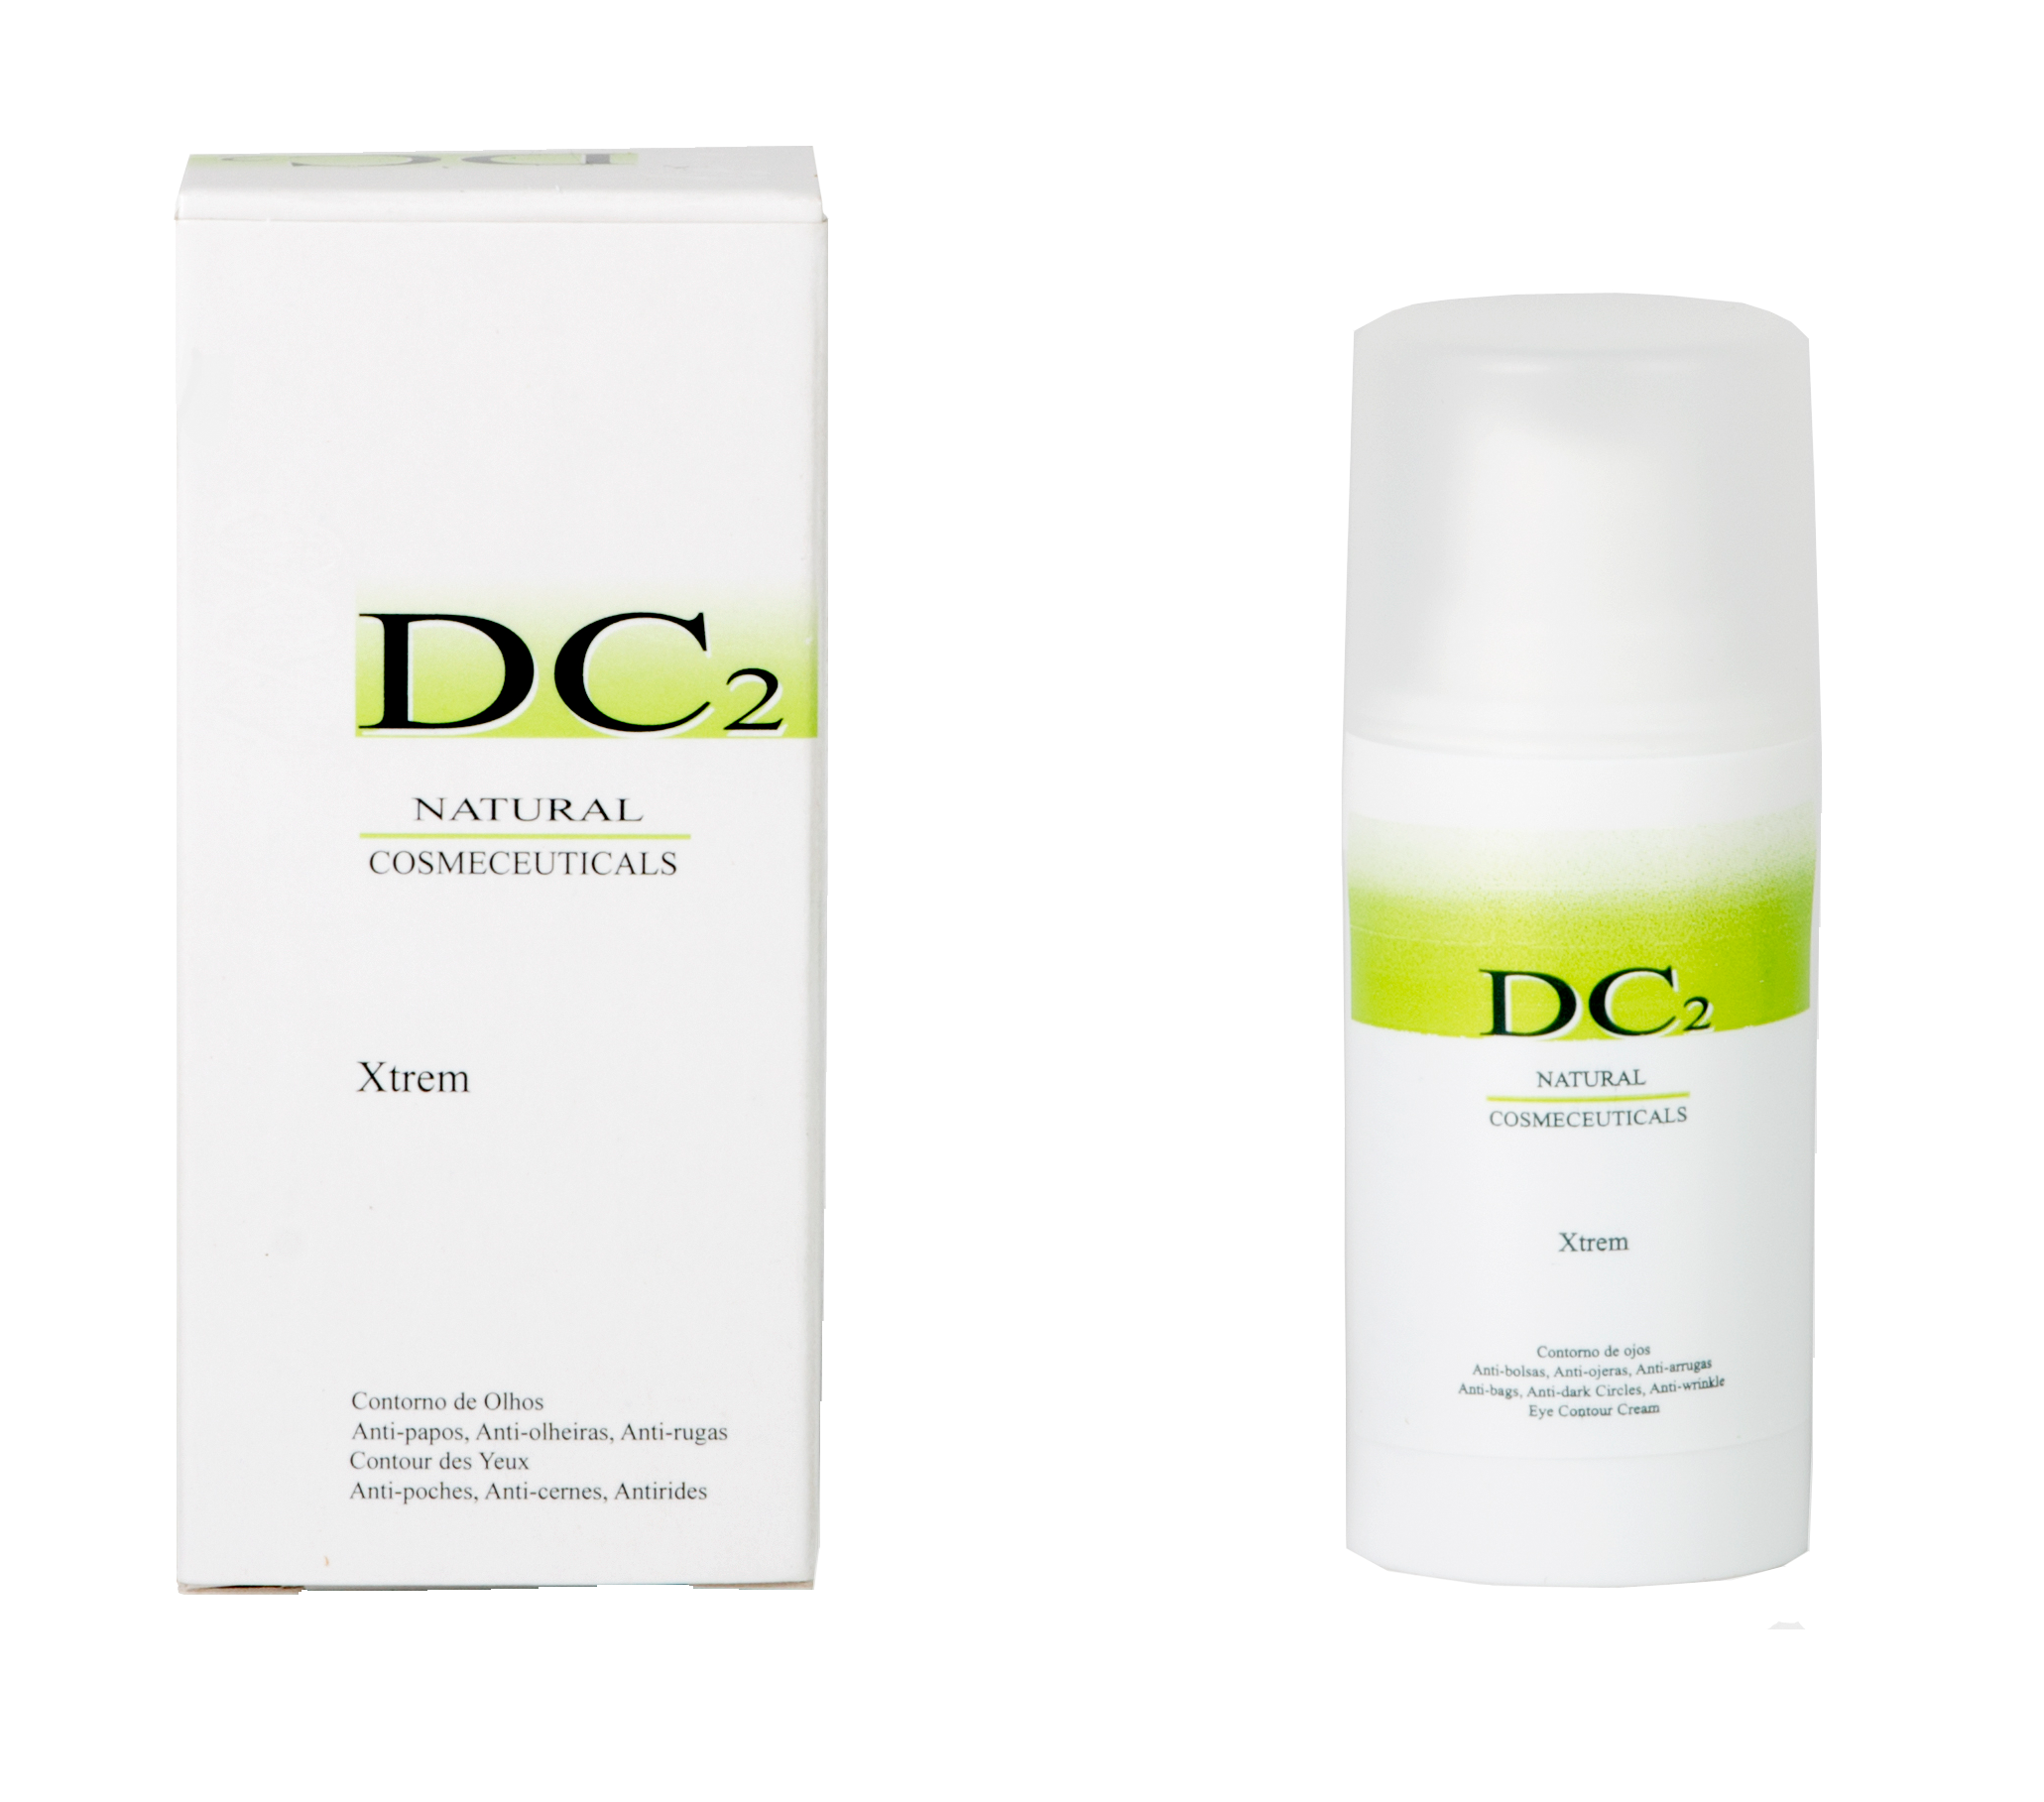 DC2
DC2
NATURAL
COSMECEUTICALS
Xtrem
Contorno de Olhos
Anti-papos, Anti-olheiras, Anti-rugas
Contour des Yeux
Anti-poches, Anti-cernes, Antirides
DC2
NATURAL
COSMECEUTICALS
Xtrem
Contorno de ojos
Anti-bolsas, Anti-ojeras, Anti-arrugas
Anti-bags, Anti-dark Circles, Anti-wrinkle
Eye Contour Cream